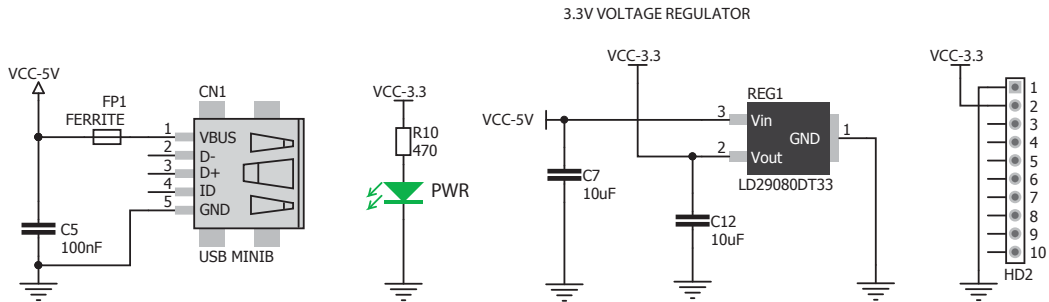 3.3V VOLTAGE REGULATOR
VCC-5V
FP1
FERRITE
CN1
1
2
3
4
5
VBUS
D-
D+
ID
GND
C5
100nF
USB MINIB
VCC-3.3
R10
470
PWR
VCC-3.3
VCC-5V
REG1
3
Vin
GND
1
2
Vout
LD29080DT33
C7
10uF
C12
10uF
VCC-3.3
1
2
3
4
5
6
7
8
9
10
HD2